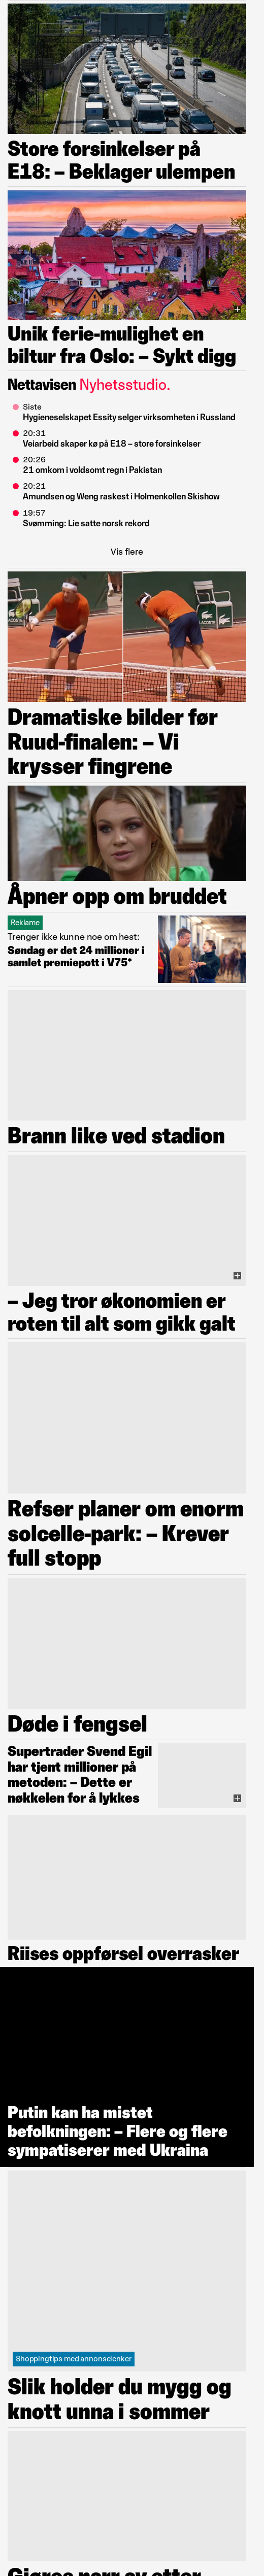 Store forsinkelser på
E18: – Beklager ulempen
Unik ferie-mulighet en
biltur fra Oslo: – Sykt digg
Nettavisen Nyhetsstudio.
Siste
Hygieneselskapet Essity selger virksomheten i Russland
20:31
Veiarbeid skaper kø på E18 – store forsinkelser
20:26
21 omkom i voldsomt regn i Pakistan
20:21
Amundsen og Weng raskest i Holmenkollen Skishow
19:57
Svømming: Lie satte norsk rekord
Vis flere
LACOSTE
LACOSTE
Dramatiske bilder før
Ruud-finalen: – Vi
krysser fingrene
Åpner opp om bruddet
Reklame
Trenger ikke kunne noe om hest:
Søndag er det 24 millioner i
samlet premiepott i V75*
Brann like ved stadion
– Jeg tror økonomien er
roten til alt som gikk galt
Refser planer om enorm
solcelle-park: – Krever
full stopp
Døde i fengsel
Supertrader Svend Egil
har tjent millioner på
metoden: – Dette er
nøkkelen for å lykkes
Riises oppførsel overrasker
Putin kan ha mistet
befolkningen: – Flere og flere
sympatiserer med Ukraina
Shoppingtips med annonselenker
Slik holder du mygg og
knott unna i sommer